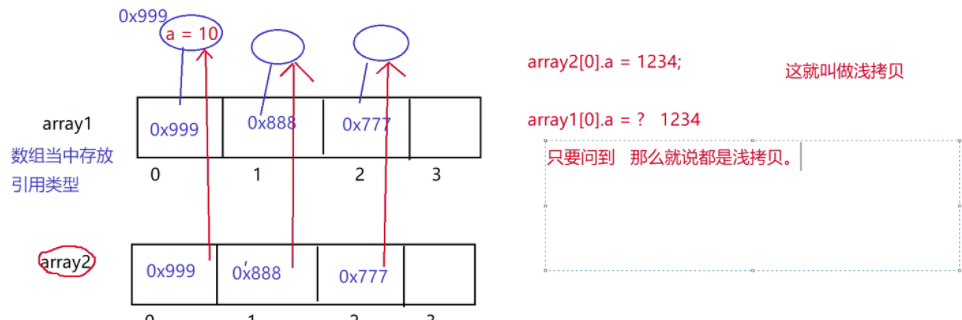 0x999
a = 10
array2[0].a = 1234;
这就叫做浅拷贝
array1
0x999
0x888
0x777
array1[0].a = ? 1234
数组当中存放
引用类型
0
1
2
3
只要问到 那么就说都是浅拷贝。
array2
0x999
0x888
0x777
0
1
2
3